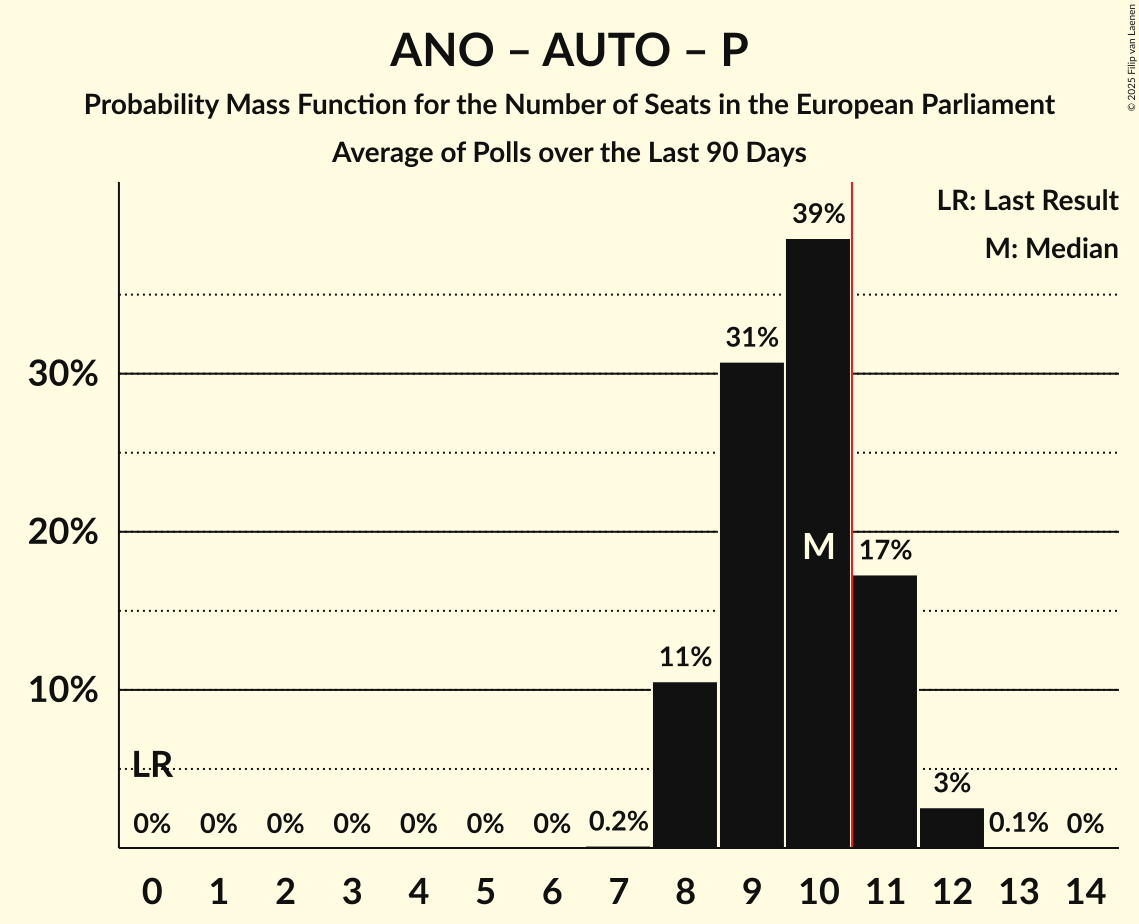 ANO – AUTO – P
Probability Mass Function for the Number of Seats in the European Parliament
Average of Polls over the Last 90 Days
© 2025 Filip van Laenen
LR: Last Result
M: Median
39%
31%
30%
20%
M
17%
11%
10%
LR
3%
0% 0% 0% 0% 0% 0% 0% 0.2% 0.1% 0%
0 1 2 3 4 5 6 7 8 9 10 11 12 13 14